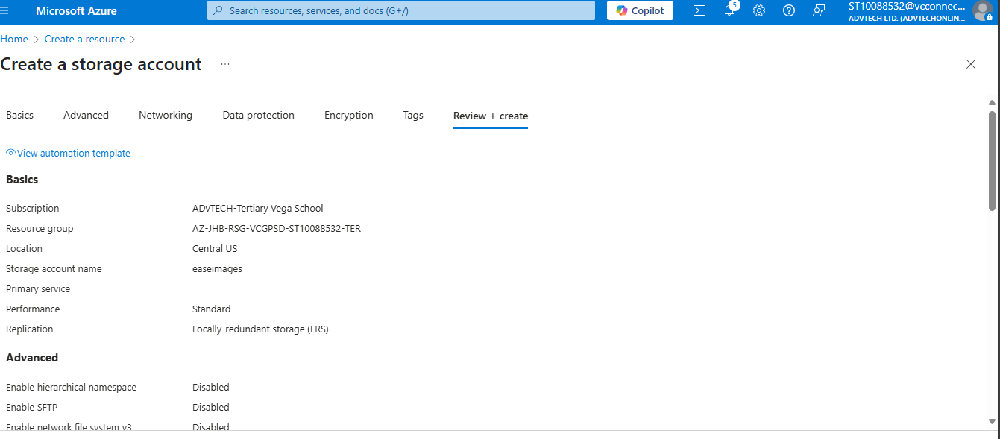 Microsoft Azure
Search resources, services, and docs (G+/)
Copilot
5
ST10088532@vcconnec...
ADVTECH LTD. (ADVTECHONLIN...
Home > Create a resource >
Create a storage account ...
Basics Advanced Networking Data protection Encryption Tags Review + create
View automation template
Basics
Subscription ADvTECH-Tertiary Vega School
Resource group AZ-JHB-RSG-VCGPSD-ST10088532-TER
Location Central US
Storage account name easeimages
Primary service
Performance Standard
Replication Locally-redundant storage (LRS)
Advanced
Enable hierarchical namespace Disabled
Enable SFTP Disabled
Enable network file system v3 Disabled